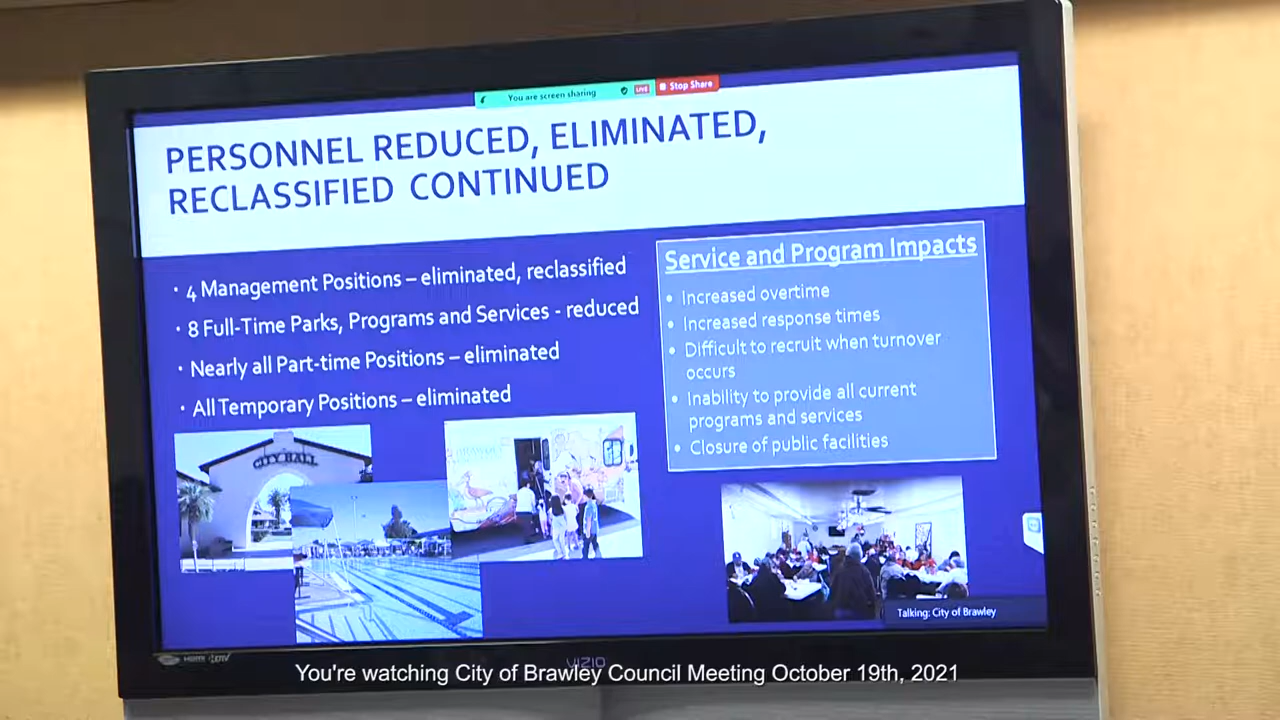 You are screen sharing
LIVE
Stop Share
PERSONNEL REDUCED, ELIMINATED,
RECLASSIFIED CONTINUED
• 4 Management Positions – eliminated, reclassified
• 8 Full-Time Parks, Programs and Services - reduced
• Nearly all Part-time Positions – eliminated
• All Temporary Positions – eliminated
Service and Program Impacts
• Increased overtime
• Increased response times
• Difficult to recruit when turnover
occurs
• Inability to provide all current
programs and services
• Closure of public facilities
CITY HALL
BRAWLEY
Talking: City of Brawley
HDMI
VIZIO
You're watching City of Brawley Council Meeting October 19th, 2021